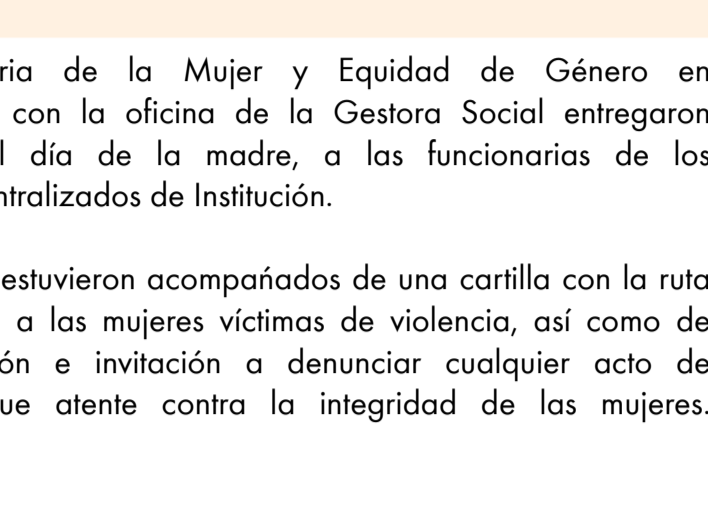 ria de la Mujer y Equidad de Género en
con la oficina de la Gestora Social entregaron
l día de la madre, a las funcionarias de los
ntralizados de Institución.
estuvieron acompańados de una cartilla con la ruta
a las mujeres víctimas de violencia, así como de
ón e invitación a denunciar cualquier acto de
ue atente contra la integridad de las mujeres.